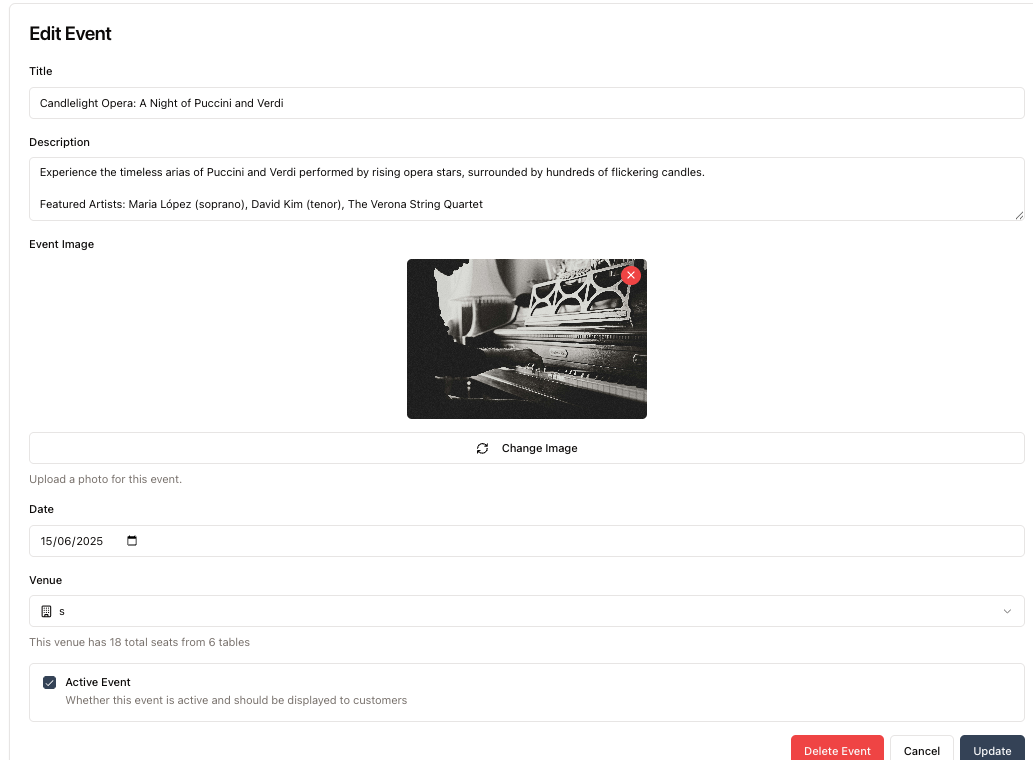 Edit Event
Title
Candlelight Opera: A Night of Puccini and Verdi
Description
Experience the timeless arias of Puccini and Verdi performed by rising opera stars, surrounded by hundreds of flickering candles.
Featured Artists: Maria López (soprano), David Kim (tenor), The Verona String Quartet
Event Image
Change Image
Upload a photo for this event.
Date
15/06/2025
Venue
s
This venue has 18 total seats from 6 tables
Active Event
Whether this event is active and should be displayed to customers
Delete Event Cancel Update